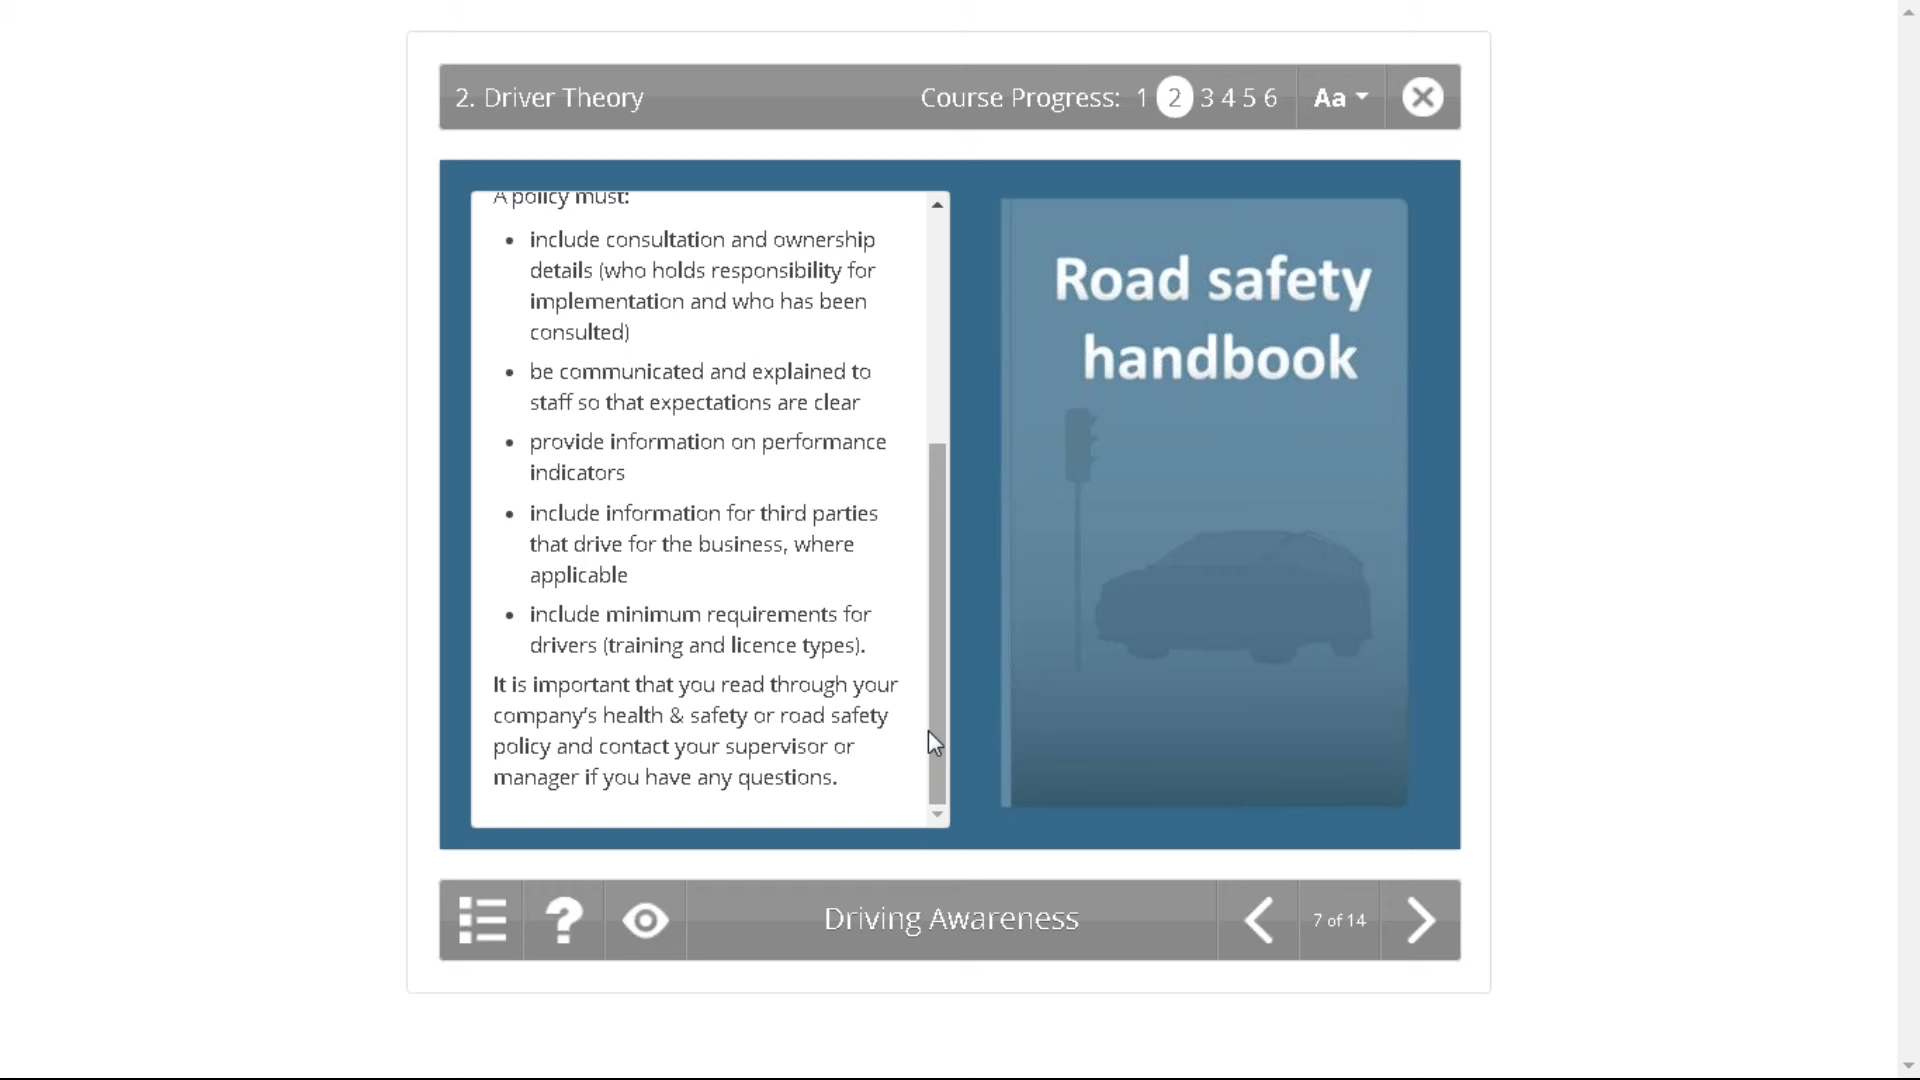 2. Driver Theory
Course Progress: 1 2 3 4 5 6
Aa
A policy must:
• include consultation and ownership
details (who holds responsibility for
implementation and who has been
consulted)
• be communicated and explained to
staff so that expectations are clear
• provide information on performance
indicators
• include information for third parties
that drive for the business, where
applicable
• include minimum requirements for
drivers (training and licence types).
It is important that you read through your
company's health & safety or road safety
policy and contact your supervisor or
manager if you have any questions.
Road safety
handbook
?
Driving Awareness
7 of 14